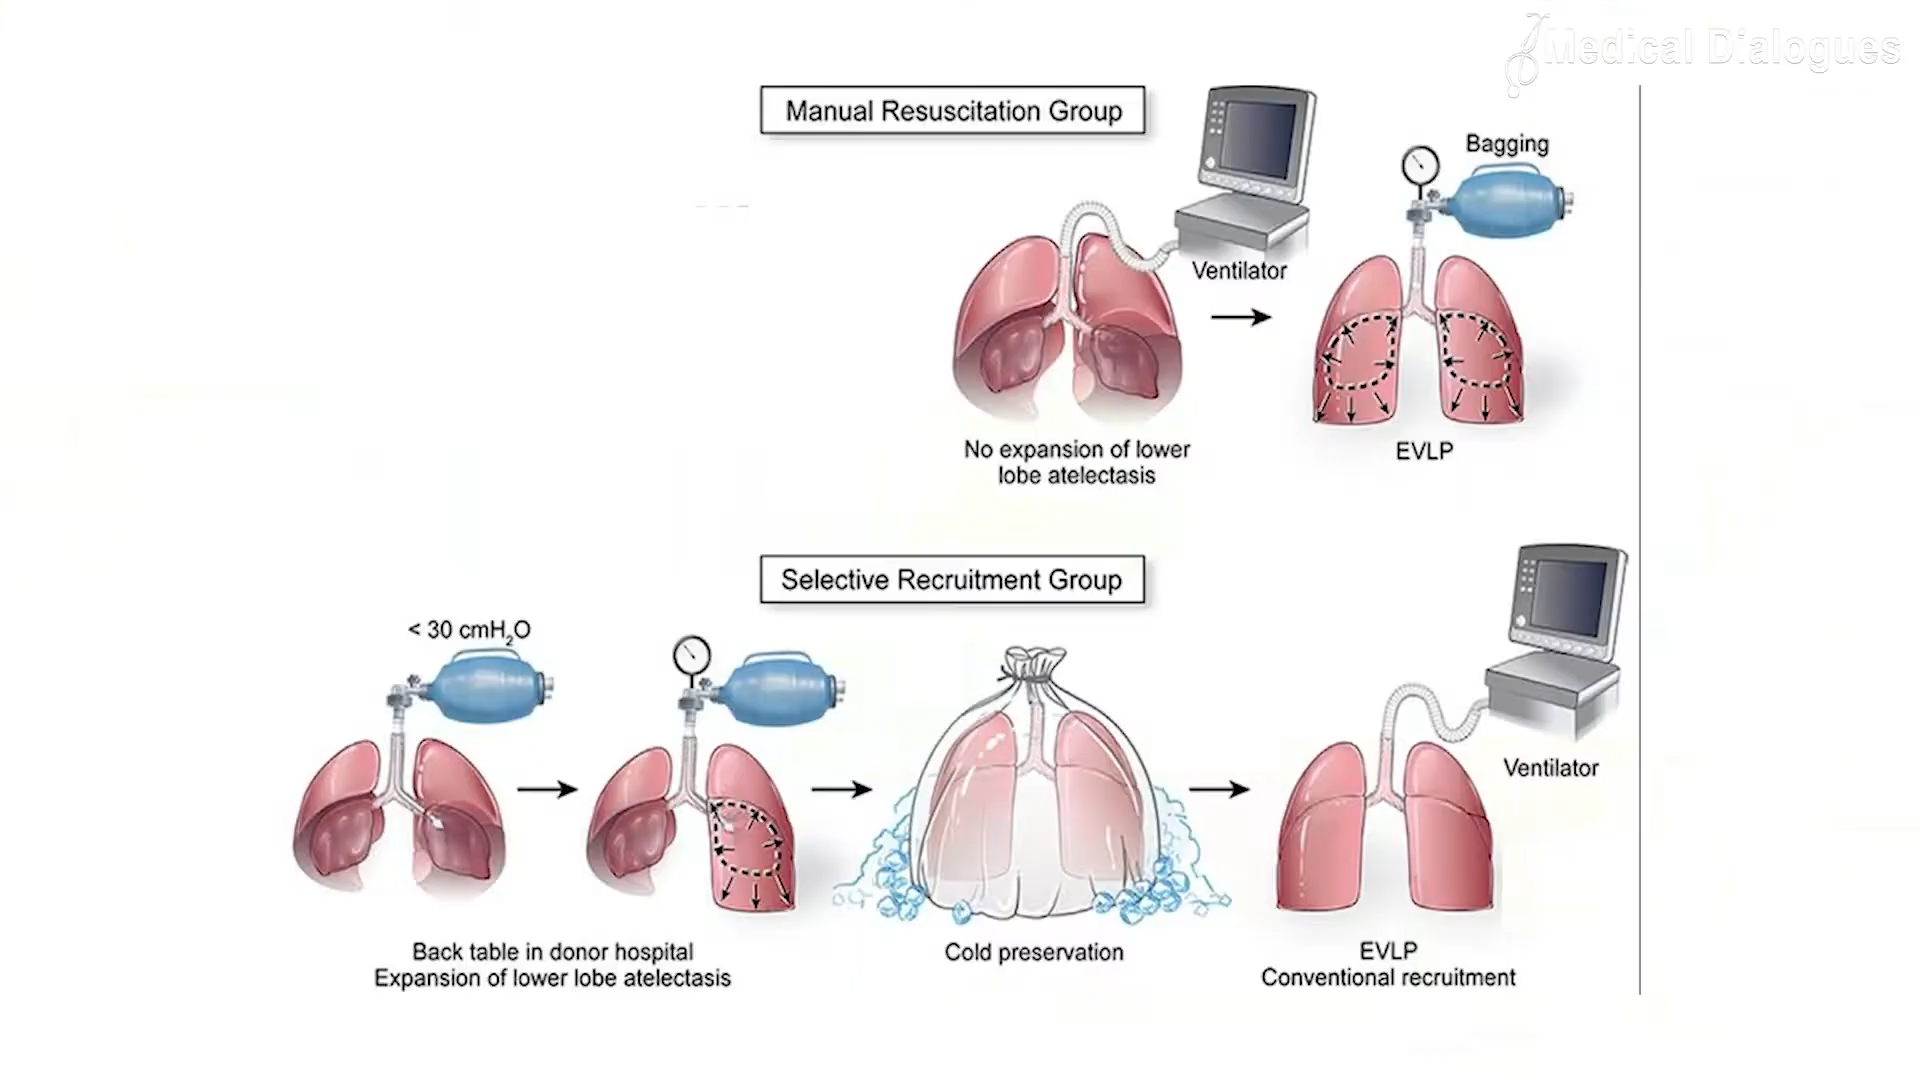 Medical Dialogues
Manual Resuscitation Group
Bagging
Ventilator
No expansion of lower
lobe atelectasis
EVLP
Selective Recruitment Group
< 30 cmH₂O
Ventilator
Back table in donor hospital
Expansion of lower lobe atelectasis
Cold preservation
EVLP
Conventional recruitment